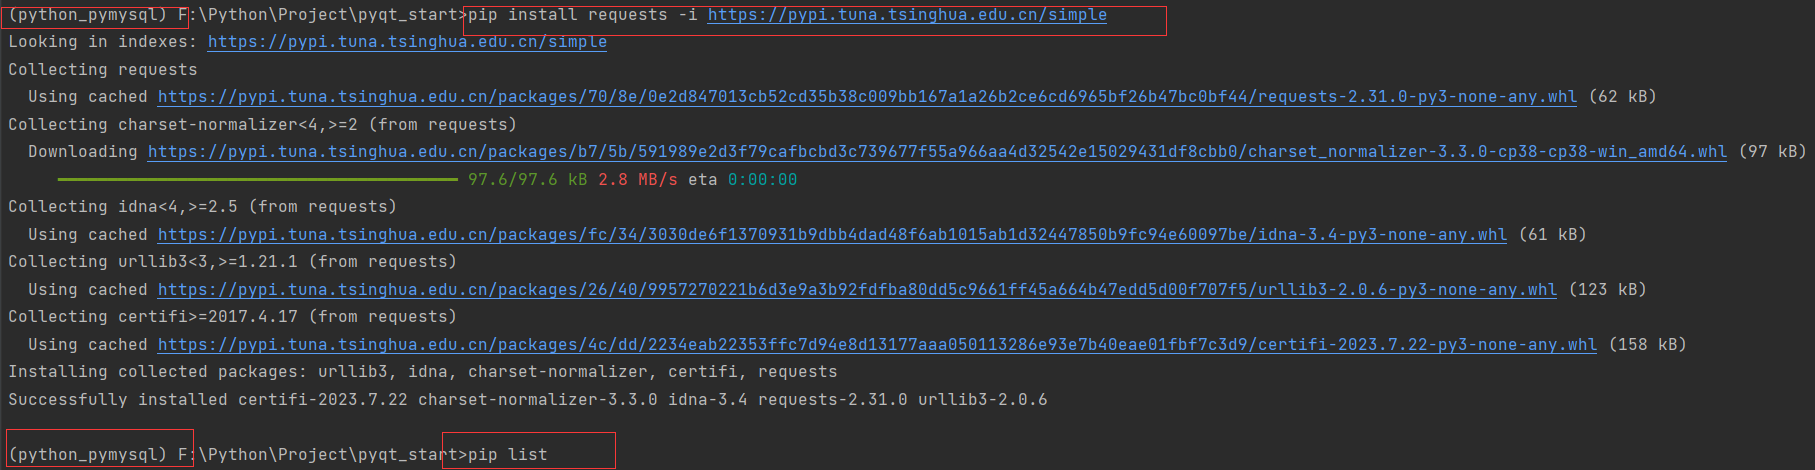 (python_pymysql) F:\Python\Project\pyqt_start>pip install requests -i https://pypi.tuna.tsinghua.edu.cn/simple
Looking in indexes: https://pypi.tuna.tsinghua.edu.cn/simple
Collecting requests
  Using cached https://pypi.tuna.tsinghua.edu.cn/packages/70/8e/0e2d847013cb52cd35b38c009bb167a1a26b2ce6cd6965bf26b47bc0bf44/requests-2.31.0-py3-none-any.whl (62 kB)
Collecting charset-normalizer<4,>=2 (from requests)
  Downloading https://pypi.tuna.tsinghua.edu.cn/packages/b7/5b/591989e2d3f79cafbcbd3c739677f55a966aa4d32542e15029431df8cbb0/charset_normalizer-3.3.0-cp38-cp38-win_amd64.whl (97 kB)
97.6/97.6 kB 2.8 MB/s eta 0:00:00
Collecting idna<4,>=2.5 (from requests)
  Using cached https://pypi.tuna.tsinghua.edu.cn/packages/fc/34/3030de6f1370931b9dbb4dad48f6ab1015ab1d32447850b9fc94e60097be/idna-3.4-py3-none-any.whl (61 kB)
Collecting urllib3<3,>=1.21.1 (from requests)
  Using cached https://pypi.tuna.tsinghua.edu.cn/packages/26/40/9957270221b6d3e9a3b92fdfba80dd5c9661ff45a664b47edd5d00f707f5/urllib3-2.0.6-py3-none-any.whl (123 kB)
Collecting certifi>=2017.4.17 (from requests)
  Using cached https://pypi.tuna.tsinghua.edu.cn/packages/4c/dd/2234eab22353ffc7d94e8d13177aaa050113286e93e7b40eae01fbf7c3d9/certifi-2023.7.22-py3-none-any.whl (158 kB)
Installing collected packages: urllib3, idna, charset-normalizer, certifi, requests
Successfully installed certifi-2023.7.22 charset-normalizer-3.3.0 idna-3.4 requests-2.31.0 urllib3-2.0.6
(python_pymysql) F:\Python\Project\pyqt_start>pip list